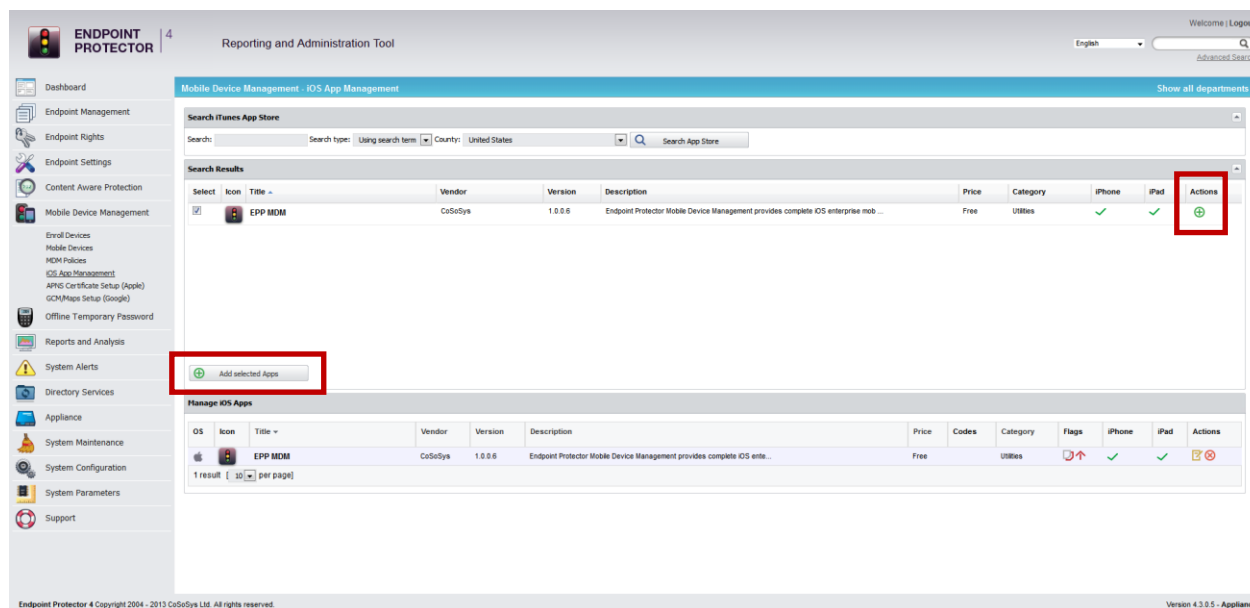 Welcome | Logou
ENDPOINT PROTECTOR 4
Reporting and Administration Tool
English
Advanced Searc
Mobile Device Management - iOS App Management
Show all departments
Dashboard
Endpoint Management
Endpoint Rights
Endpoint Settings
Content Aware Protection
Mobile Device Management
Enroll Devices
Mobile Devices
MDM Policies
iOS App Management
APNS Certificate Setup (Apple)
GCM/Maps Setup (Google)
Offline Temporary Password
Reports and Analysis
System Alerts
Directory Services
Appliance
System Maintenance
System Configuration
System Parameters
Support
Search iTunes App Store
Search: Search type: Using search term County: United States Search App Store
Search Results
Select Icon Title Vendor Version Description Price Category iPhone iPad Actions
EPP MDM CoSoSys 1.0.0.6 Endpoint Protector Mobile Device Management provides complete iOS enterprise mob ... Free Utilities
Add selected Apps
Manage iOS Apps
OS Icon Title Vendor Version Description Price Codes Category Flags iPhone iPad Actions
EPP MDM CoSoSys 1.0.0.6 Endpoint Protector Mobile Device Management provides complete iOS ente... Free Utilities
1 result [ 10 per page]
Endpoint Protector 4 Copyright 2004 - 2013 CoSoSys Ltd. All rights reserved.
Version 4.3.0.5 - Applian